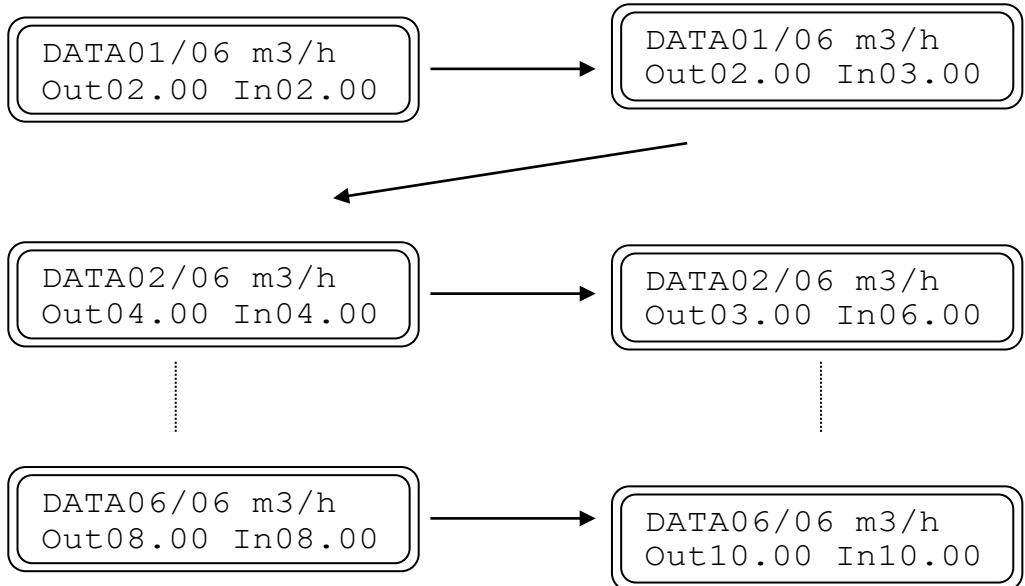 DATA01/06 m3/h
Out02.00 In02.00
DATA01/06 m3/h
Out02.00 In03.00
DATA02/06 m3/h
Out04.00 In04.00
DATA02/06 m3/h
Out03.00 In06.00
DATA06/06 m3/h
Out08.00 In08.00
DATA06/06 m3/h
Out10.00 In10.00